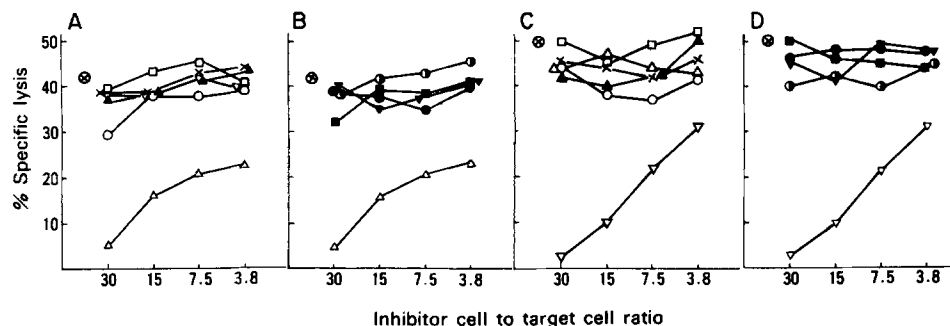 A B C D
% Specific lysis
50
40
30
20
10
30 15 7.5 3.8 30 15 7.5 3.8 30 15 7.5 3.8 30 15 7.5 3.8
Inhibitor cell to target cell ratio